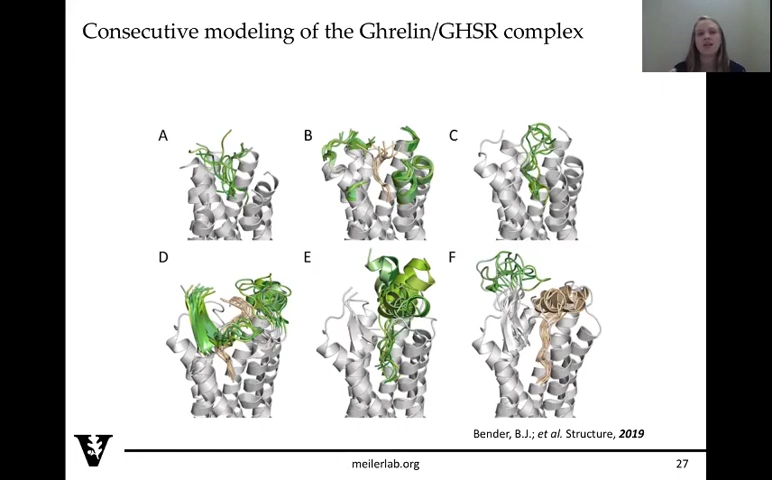 Consecutive modeling of the Ghrelin/GHSR complex
A
B
C
D
E
F
Bender, B.J.; et al. Structure, 2019
meilerlab.org
27